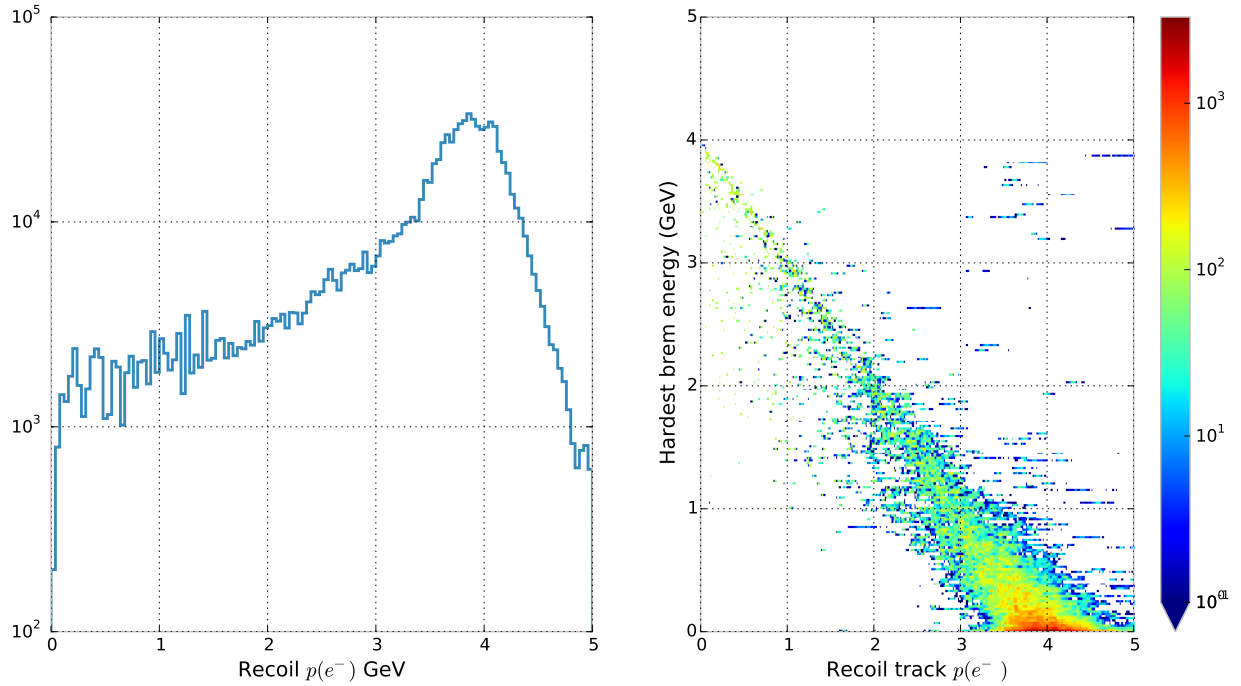 10^5
10^4
10^3
10^2
0 1 2 3 4 5
Recoil p(e^-) GeV
5
4
3
2
1
0
Hardest brem energy (GeV)
0 1 2 3 4 5
Recoil track p(e^- )
10^3
10^2
10^1